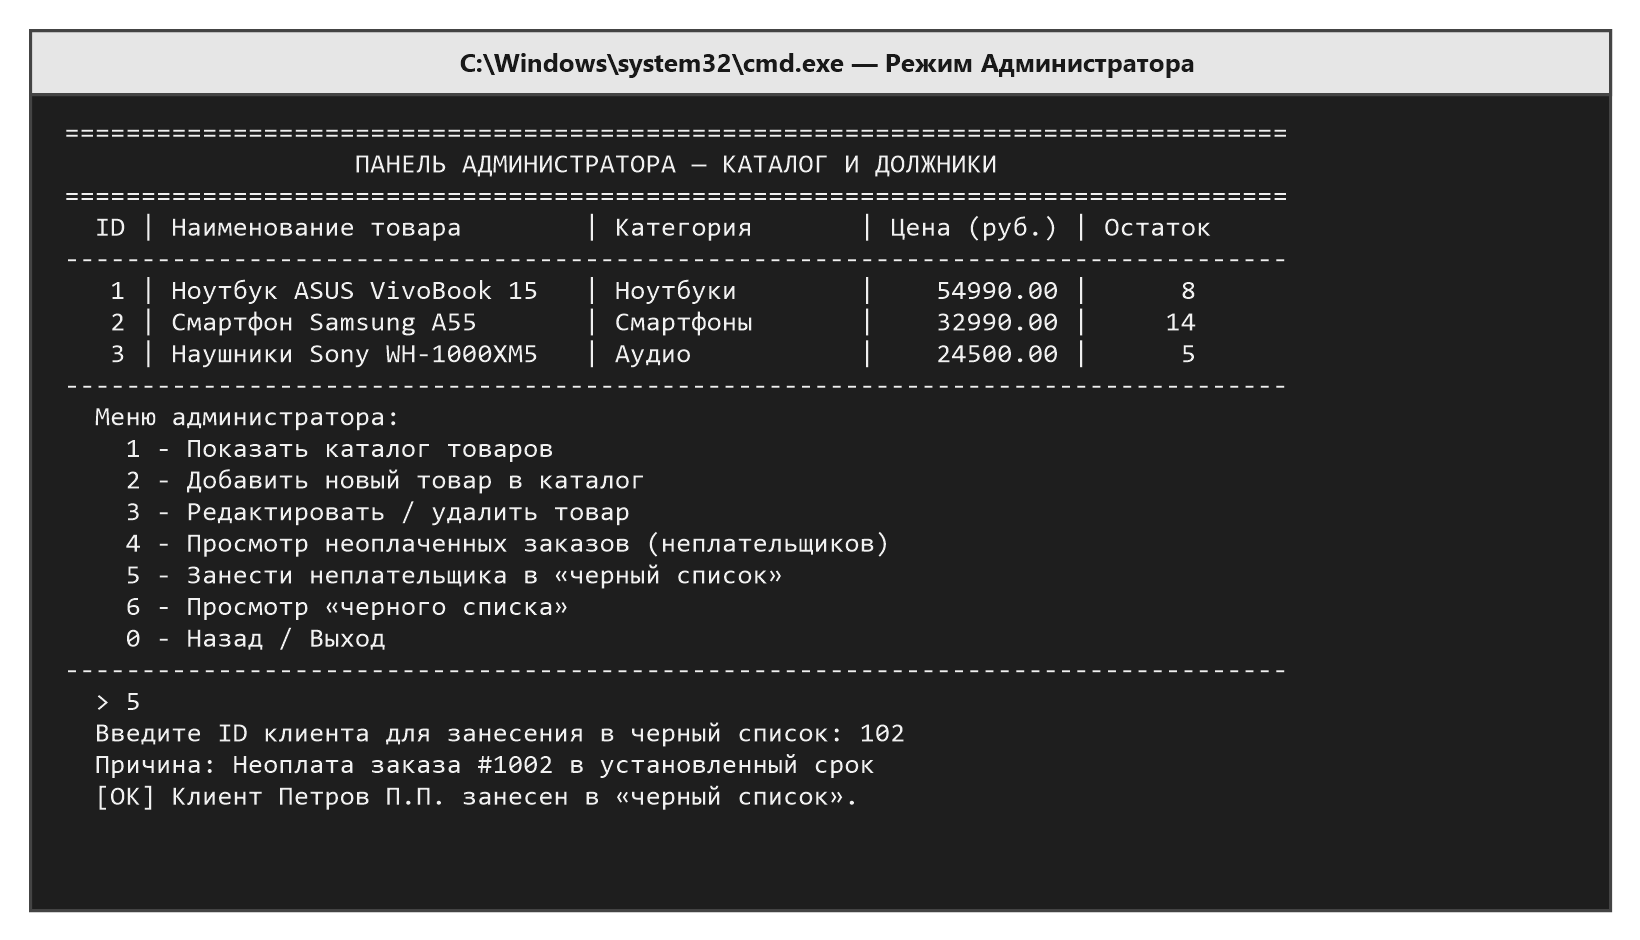 C:\Windows\system32\cmd.exe — Режим Администратора
================================================================================
                   ПАНЕЛЬ АДМИНИСТРАТОРА — КАТАЛОГ И ДОЛЖНИКИ
================================================================================
  ID | Наименование товара        | Категория       | Цена (руб.) | Остаток
--------------------------------------------------------------------------------
   1 | Ноутбук ASUS VivoBook 15   | Ноутбуки        |    54990.00 |      8
   2 | Смартфон Samsung A55       | Смартфоны       |    32990.00 |     14
   3 | Наушники Sony WH-1000XM5   | Аудио           |    24500.00 |      5
--------------------------------------------------------------------------------
  Меню администратора:
    1 - Показать каталог товаров
    2 - Добавить новый товар в каталог
    3 - Редактировать / удалить товар
    4 - Просмотр неоплаченных заказов (неплательщиков)
    5 - Занести неплательщика в «черный список»
    6 - Просмотр «черного списка»
    0 - Назад / Выход
--------------------------------------------------------------------------------
  > 5
  Введите ID клиента для занесения в черный список: 102
  Причина: Неоплата заказа #1002 в установленный срок
  [OK] Клиент Петров П.П. занесен в «черный список».